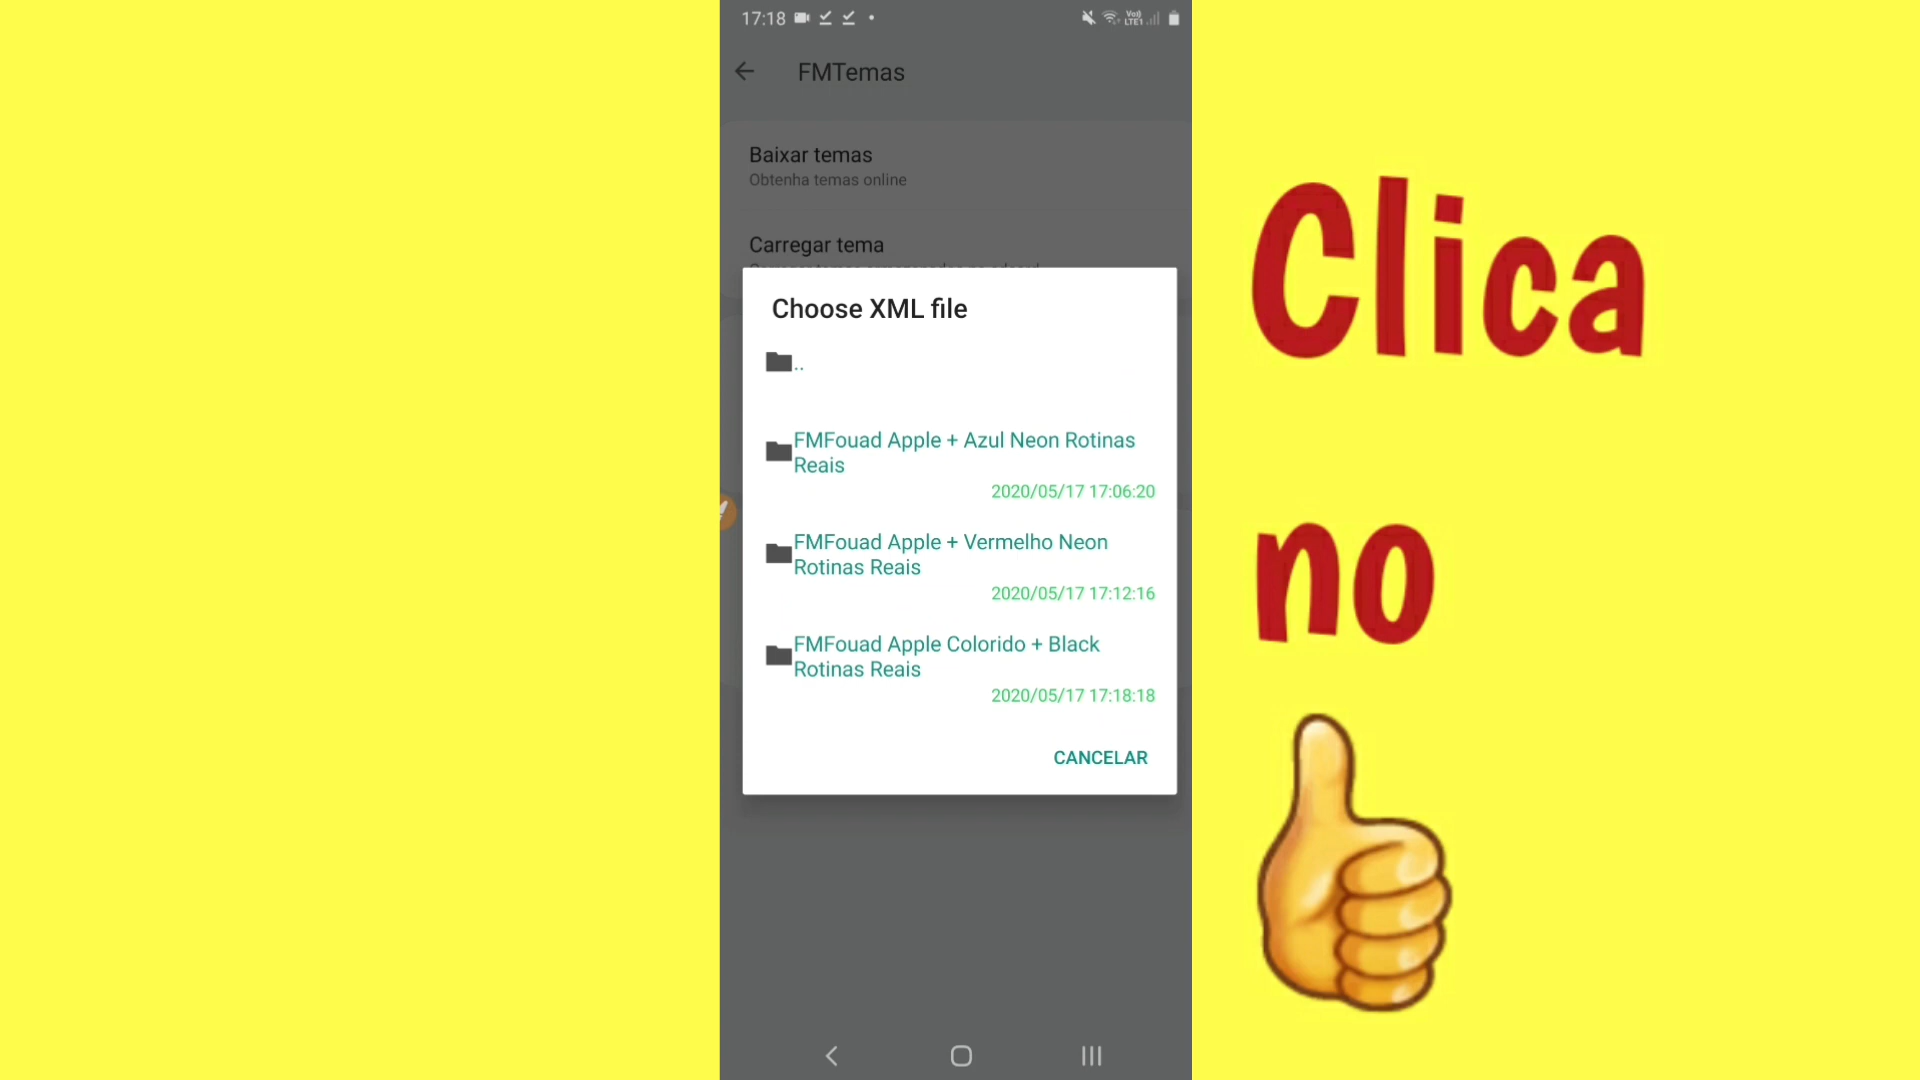 17:18
FMTemas
Baixar temas
Obtenha temas online
Carregar tema
Choose XML file
..
FMFouad Apple + Azul Neon Rotinas
Reais
2020/05/17 17:06:20
FMFouad Apple + Vermelho Neon
Rotinas Reais
2020/05/17 17:12:16
FMFouad Apple Colorido + Black
Rotinas Reais
2020/05/17 17:18:18
CANCELAR
Clica
no